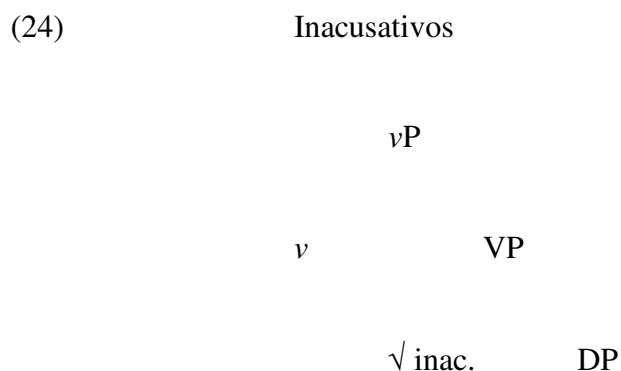 (24) Inacusativos
vP
v VP
√ inac. DP